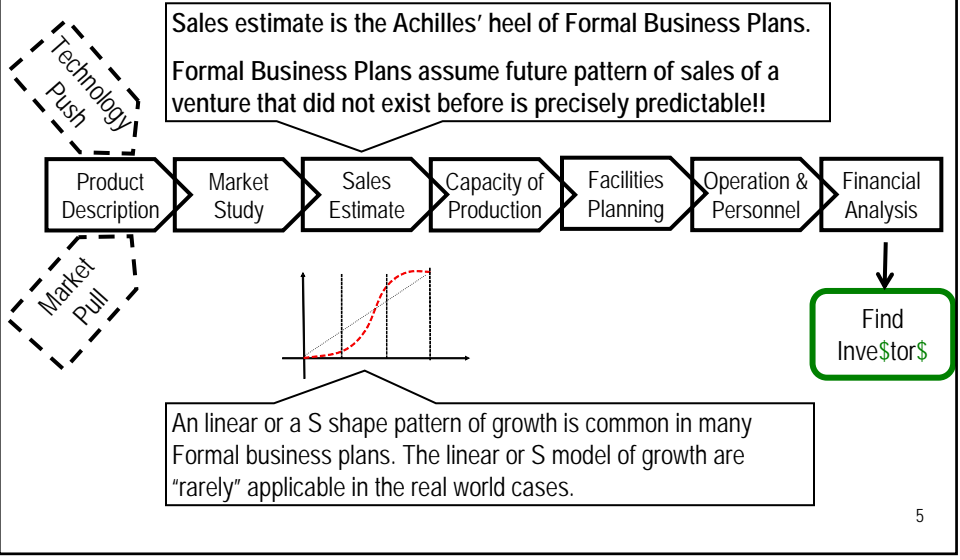 Sales estimate is the Achilles' heel of Formal Business Plans.
Formal Business Plans assume future pattern of sales of a
venture that did not exist before is precisely predictable!!
Technology
Push
Product
Description
Market
Study
Sales
Estimate
Capacity of
Production
Facilities
Planning
Operation &
Personnel
Financial
Analysis
Market
Pull
Find
Inve$tor$
An linear or a S shape pattern of growth is common in many
Formal business plans. The linear or S model of growth are
“rarely” applicable in the real world cases.
5